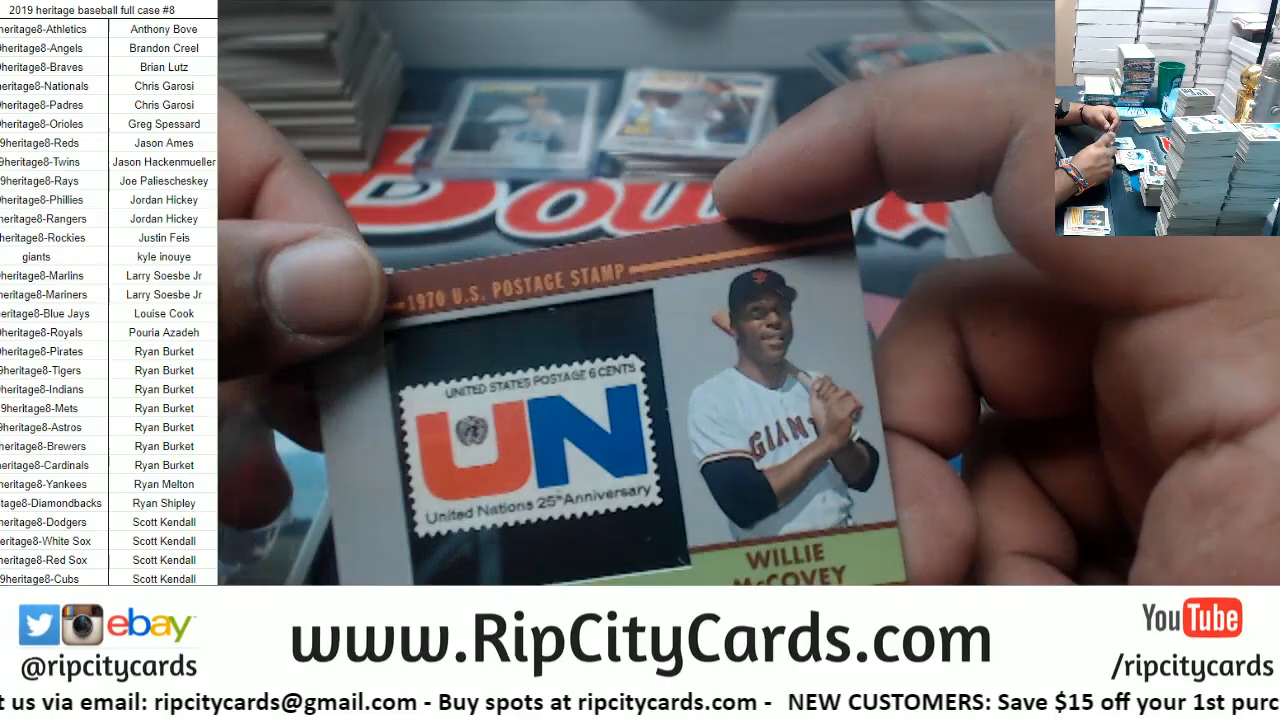 2019 heritage baseball full case #8
heritage8-Athletics Anthony Bove
9heritage8-Angels Brandon Creel
9heritage8-Braves Brian Lutz
heritage8-Nationals Chris Garosi
9heritage8-Padres Chris Garosi
9heritage8-Orioles Greg Spessard
19heritage8-Reds Jason Ames
9heritage8-Twins Jason Hackenmueller
19heritage8-Rays Joe Paliescheskey
heritage8-Phillies Jordan Hickey
heritage8-Rangers Jordan Hickey
heritage8-Rockies Justin Feis
giants kyle inouye
heritage8-Marlins Larry Soesbe Jr
heritage8-Mariners Larry Soesbe Jr
heritage8-Blue Jays Louise Cook
heritage8-Royals Pouria Azadeh
9heritage8-Pirates Ryan Burket
9heritage8-Tigers Ryan Burket
9heritage8-Indians Ryan Burket
19heritage8-Mets Ryan Burket
9heritage8-Astros Ryan Burket
heritage8-Brewers Ryan Burket
heritage8-Cardinals Ryan Burket
heritage8-Yankees Ryan Melton
itage8-Diamondbacks Ryan Shipley
heritage8-Dodgers Scott Kendall
eritage8-White Sox Scott Kendall
eritage8-Red Sox Scott Kendall
9heritage8-Cubs Scott Kendall
1970 U.S. POSTAGE STAMP
UNITED STATES POSTAGE 6 CENTS
UN
United Nations 25th Anniversary
GIANT
WILLIE
McCOVEY
ebay
@ripcitycards
www.RipCityCards.com
YouTube
/ripcitycards
t us via email: ripcitycards@gmail.com - Buy spots at ripcitycards.com - NEW CUSTOMERS: Save $15 off your 1st purc